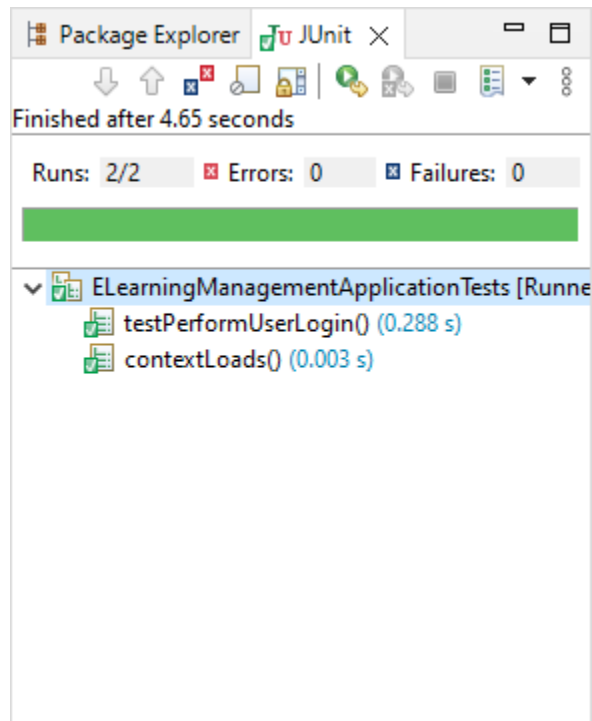 Package Explorer JUnit
Finished after 4.65 seconds
Runs: 2/2 Errors: 0 Failures: 0
ELearningManagementApplicationTests [Runne
testPerformUserLogin() (0.288 s)
contextLoads() (0.003 s)